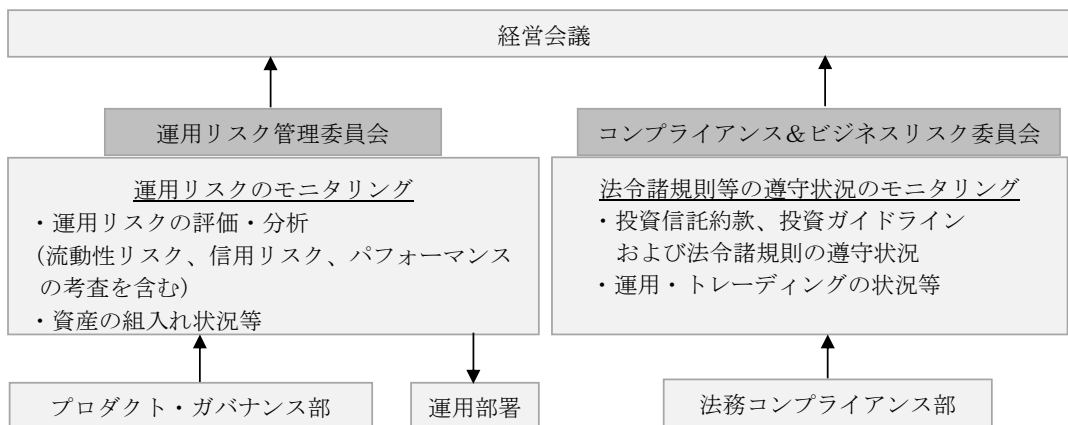 経営会議
運用リスク管理委員会
運用リスクのモニタリング
・運用リスクの評価・分析
(流動性リスク、信用リスク、パフォーマンス
の考査を含む)
・資産の組入れ状況等
プロダクト・ガバナンス部
運用部署
コンプライアンス＆ビジネスリスク委員会
法令諸規則等の遵守状況のモニタリング
・投資信託約款、投資ガイドライン
および法令諸規則の遵守状況
・運用・トレーディングの状況等
法務コンプライアンス部